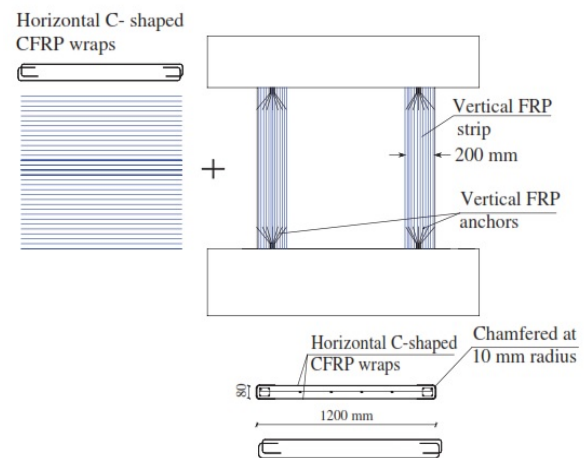 Horizontal C- shaped
CFRP wraps
Vertical FRP
strip
200 mm
+
Vertical FRP
anchors
Chamfered at
10 mm radius
Horizontal C-shaped
CFRP wraps
80
1200 mm